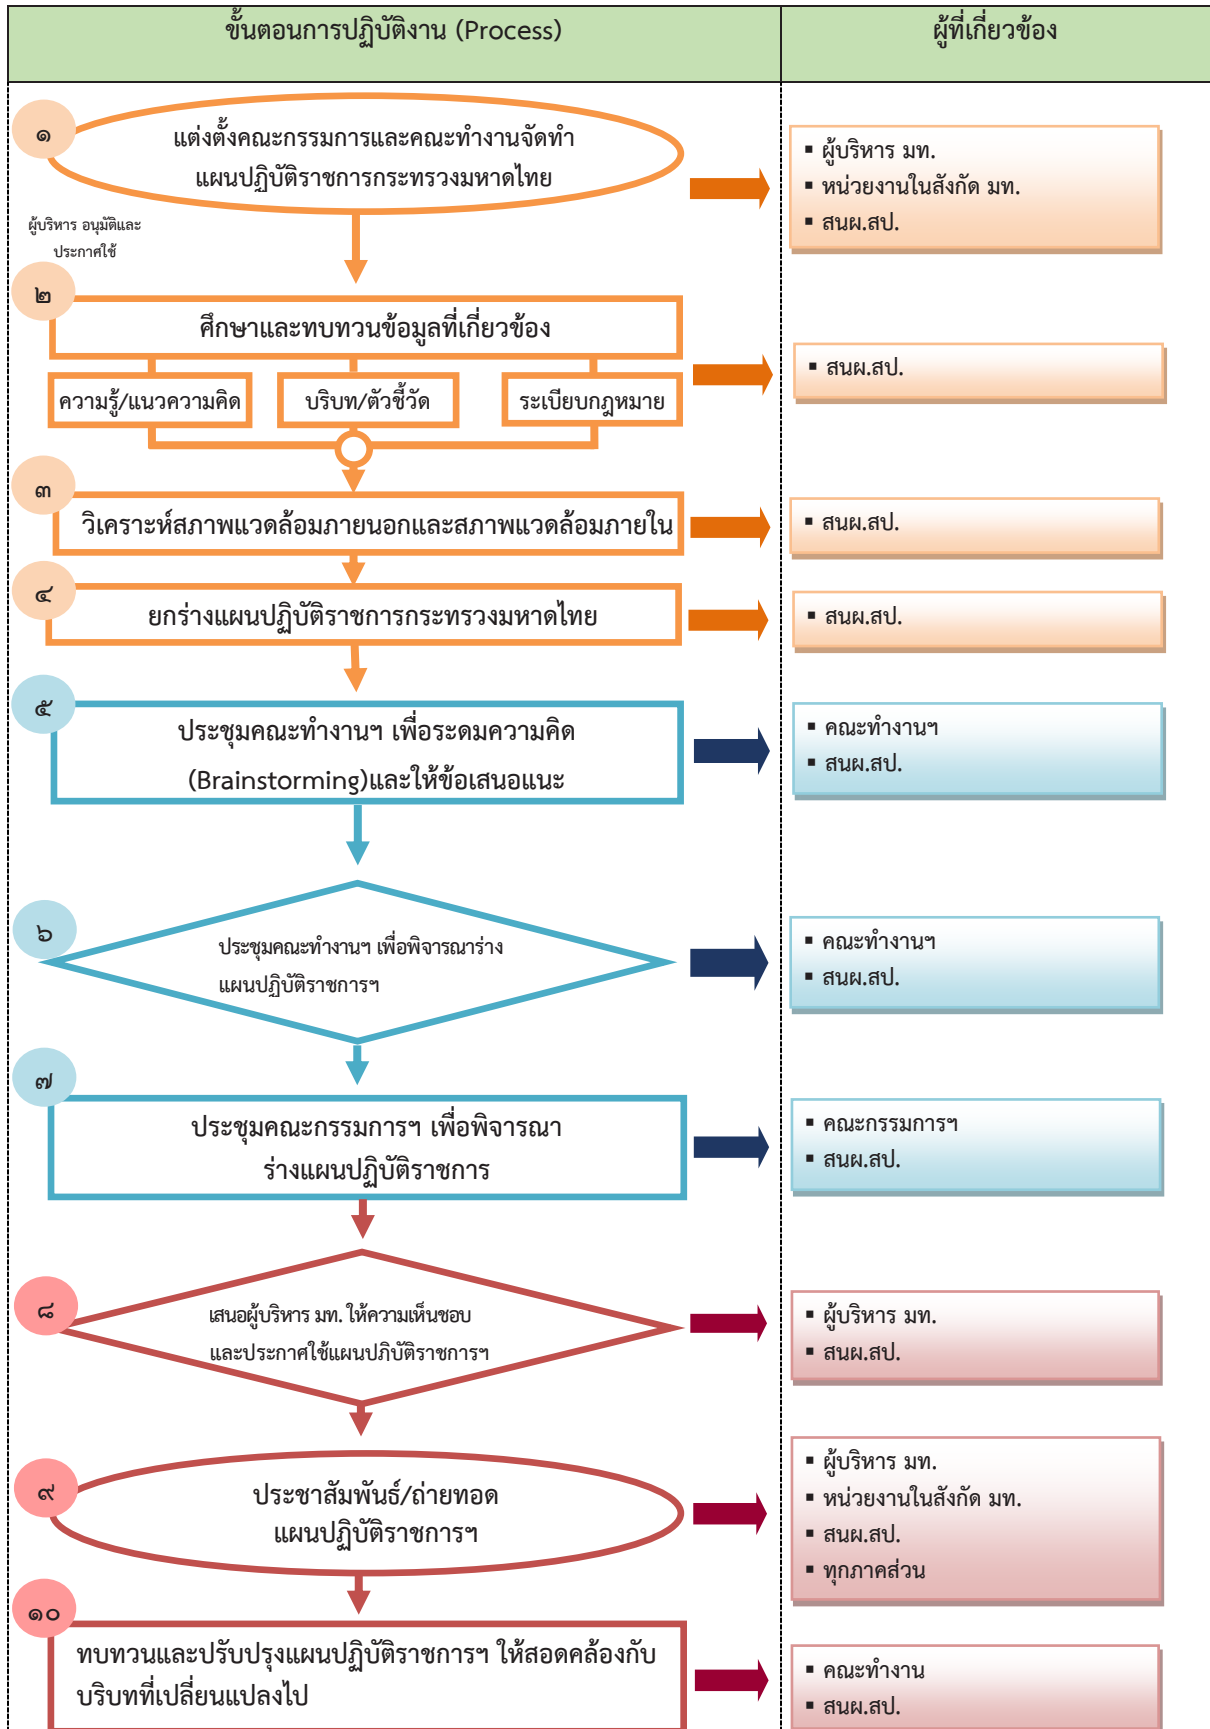 ขั้นตอนการปฏิบัติงาน (Process)
ผู้ที่เกี่ยวข้อง
๑
แต่งตั้งคณะกรรมการและคณะทำงานจัดทำ
แผนปฏิบัติราชการกระทรวงมหาดไทย
▪ ผู้บริหาร มท.
▪ หน่วยงานในสังกัด มท.
▪ สนผ.สป.
ผู้บริหาร อนุมัติและ
ประกาศใช้
๒
ศึกษาและทบทวนข้อมูลที่เกี่ยวข้อง
▪ สนผ.สป.
ความรู้/แนวความคิด
บริบท/ตัวชี้วัด
ระเบียบกฎหมาย
๓
วิเคราะห์สภาพแวดล้อมภายนอกและสภาพแวดล้อมภายใน
▪ สนผ.สป.
๔
ยกร่างแผนปฏิบัติราชการกระทรวงมหาดไทย
▪ สนผ.สป.
๕
ประชุมคณะทำงานฯ เพื่อระดมความคิด
(Brainstorming)และให้ข้อเสนอแนะ
▪ คณะทำงานฯ
▪ สนผ.สป.
๖
ประชุมคณะทำงานฯ เพื่อพิจารณาร่าง
แผนปฏิบัติราชการฯ
▪ คณะทำงานฯ
▪ สนผ.สป.
๗
ประชุมคณะกรรมการฯ เพื่อพิจารณา
ร่างแผนปฏิบัติราชการ
▪ คณะกรรมการฯ
▪ สนผ.สป.
๘
เสนอผู้บริหาร มท. ให้ความเห็นชอบ
และประกาศใช้แผนปฏิบัติราชการฯ
▪ ผู้บริหาร มท.
▪ สนผ.สป.
๙
ประชาสัมพันธ์/ถ่ายทอด
แผนปฏิบัติราชการฯ
▪ ผู้บริหาร มท.
▪ หน่วยงานในสังกัด มท.
▪ สนผ.สป.
▪ ทุกภาคส่วน
๑๐
ทบทวนและปรับปรุงแผนปฏิบัติราชการฯ ให้สอดคล้องกับ
บริบทที่เปลี่ยนแปลงไป
▪ คณะทำงาน
▪ สนผ.สป.